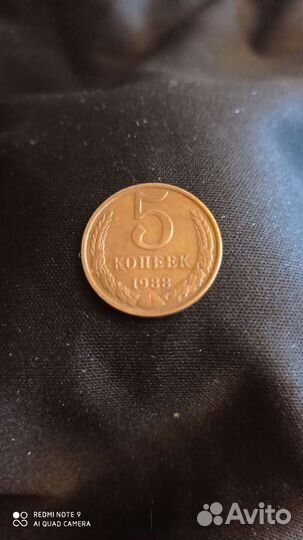 5
КОПЕЕК
1988
REDMI NOTE 9
AI QUAD CAMERA
Avito